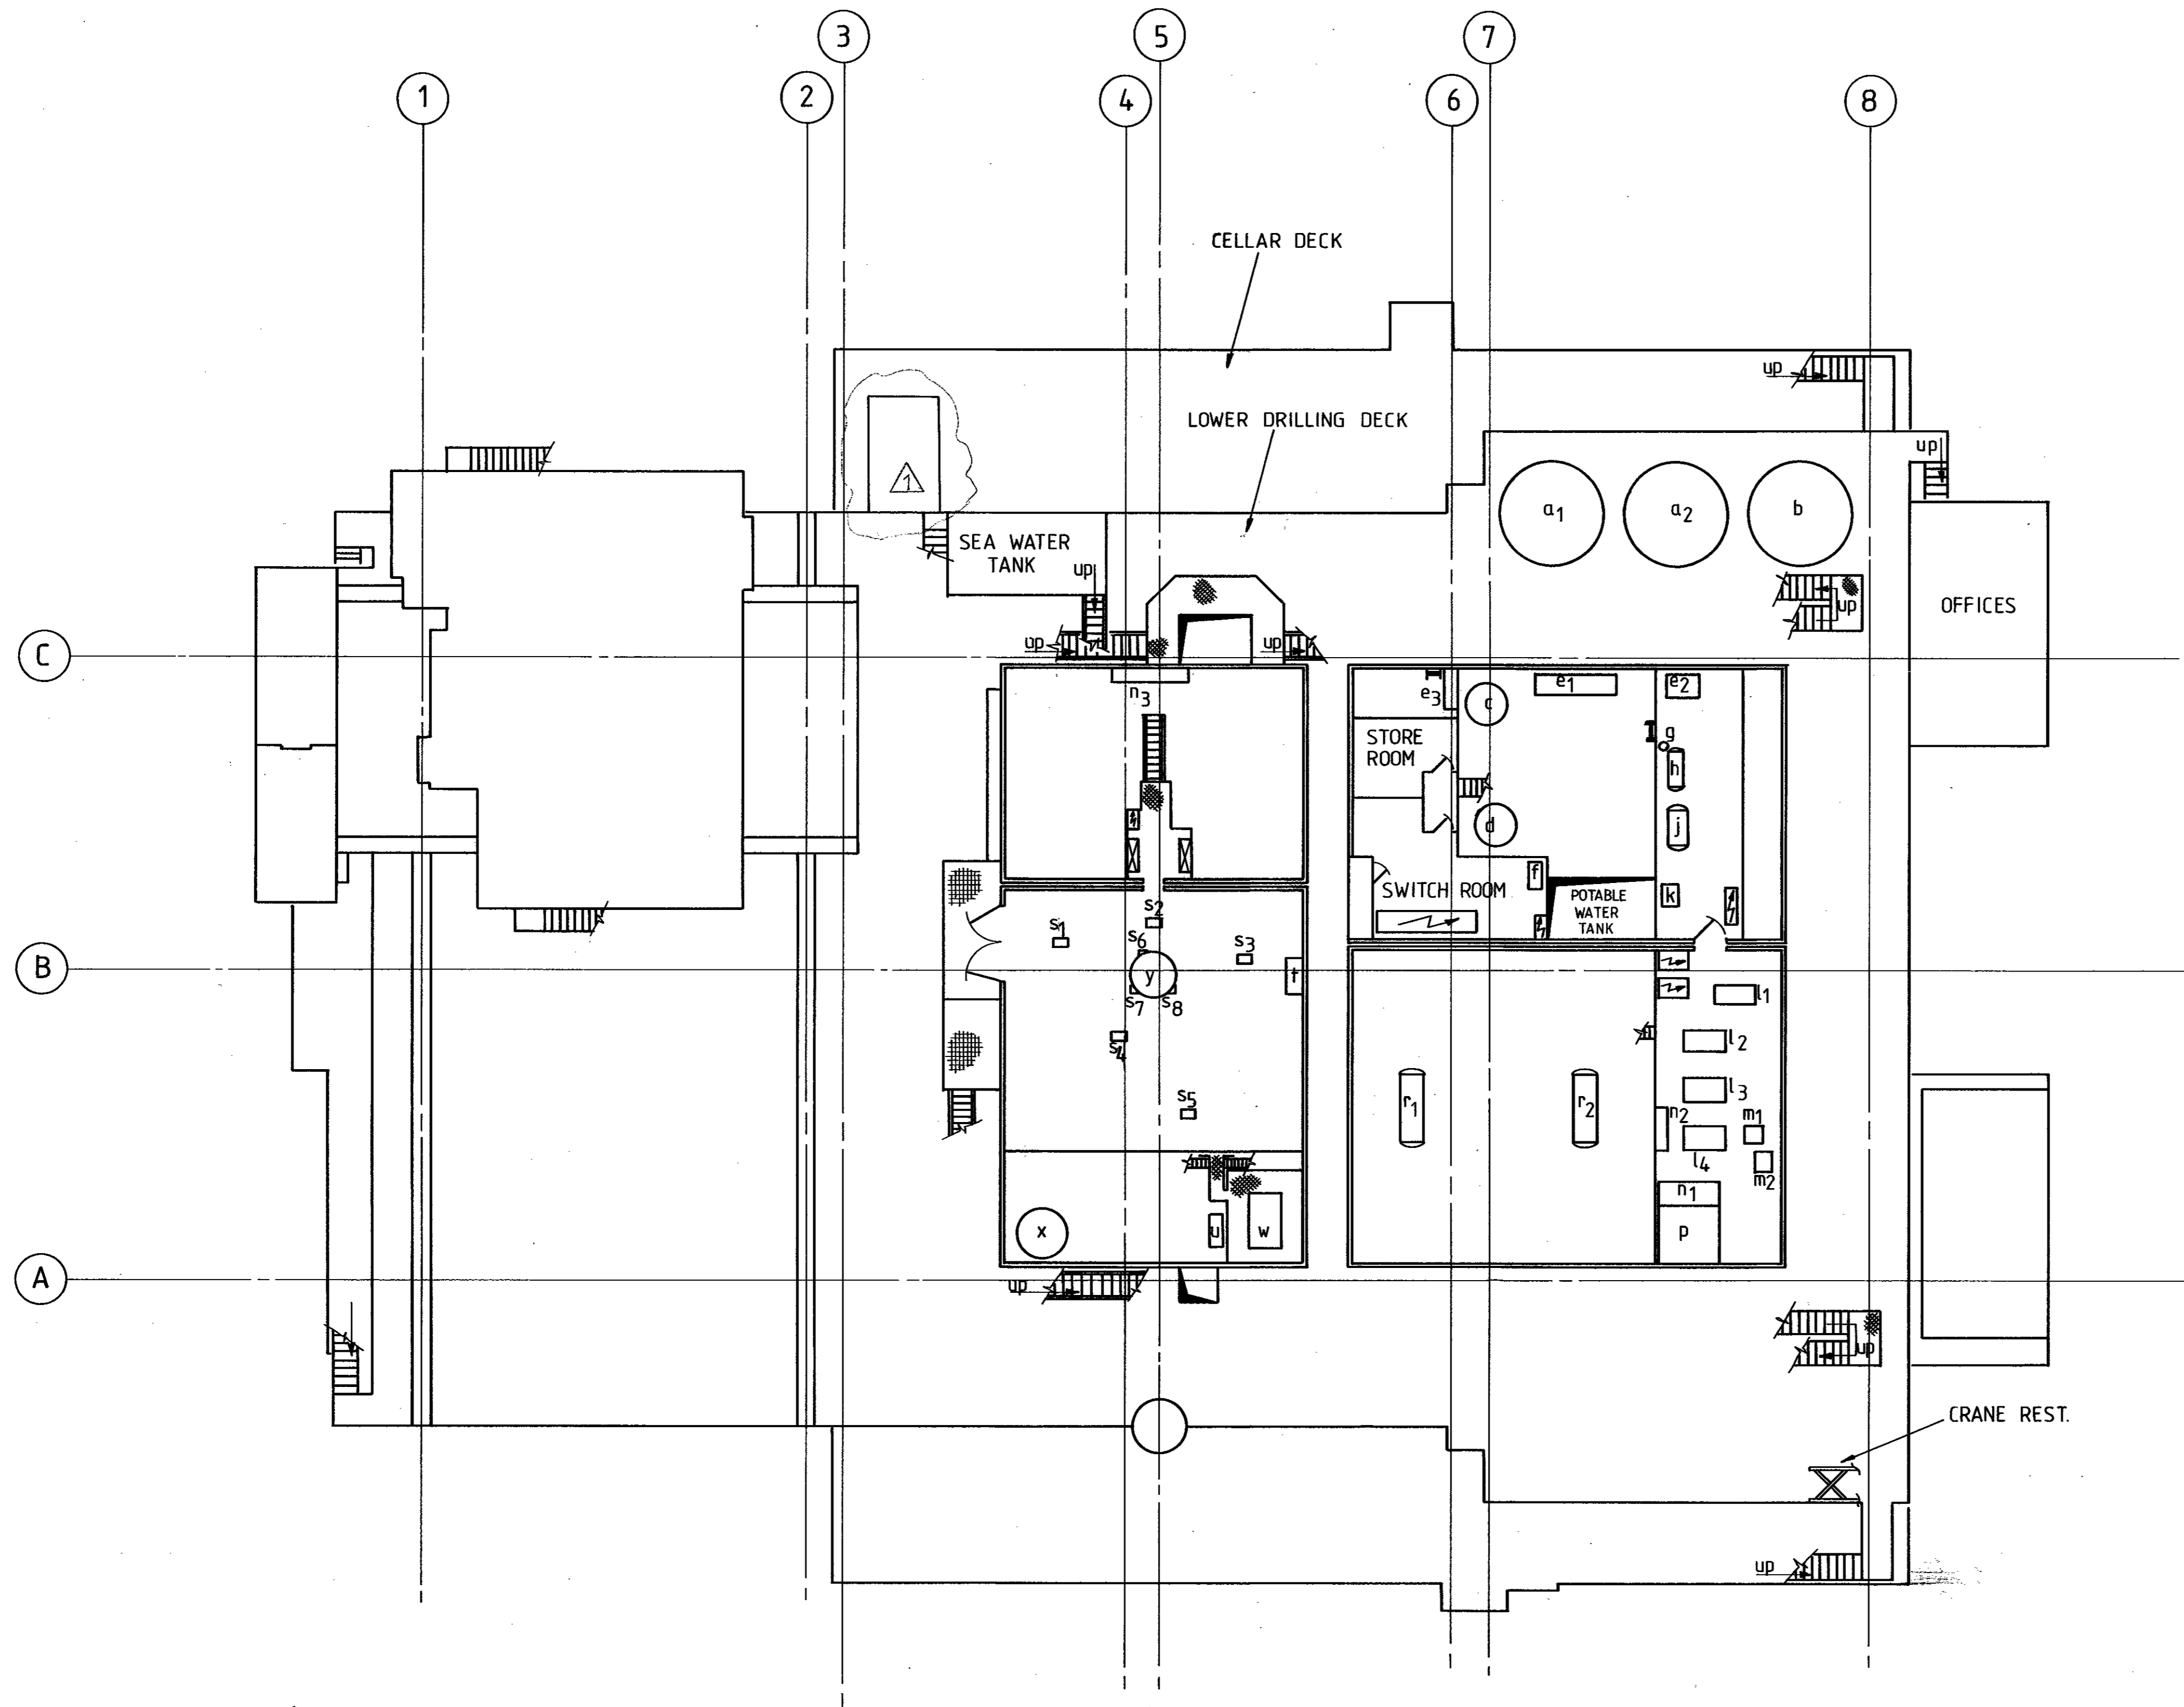 3
5
7
1
2
4
6
8
CELLAR DECK
up
LOWER DRILLING DECK
up
1
a1
a2
b
SEA WATER
TANK
up
up
OFFICES
up
up
C
n3
e3
c
e1
e2
STORE
ROOM
g
h
d
j
f
SWITCH ROOM
POTABLE
WATER
TANK
k
s2
s1
s6
s3
B
y
t
s7
s8
l1
s4
l2
s5
l3
r1
r2
n2
m1
l4
m2
n1
x
u
w
p
A
up
up
CRANE REST.
up